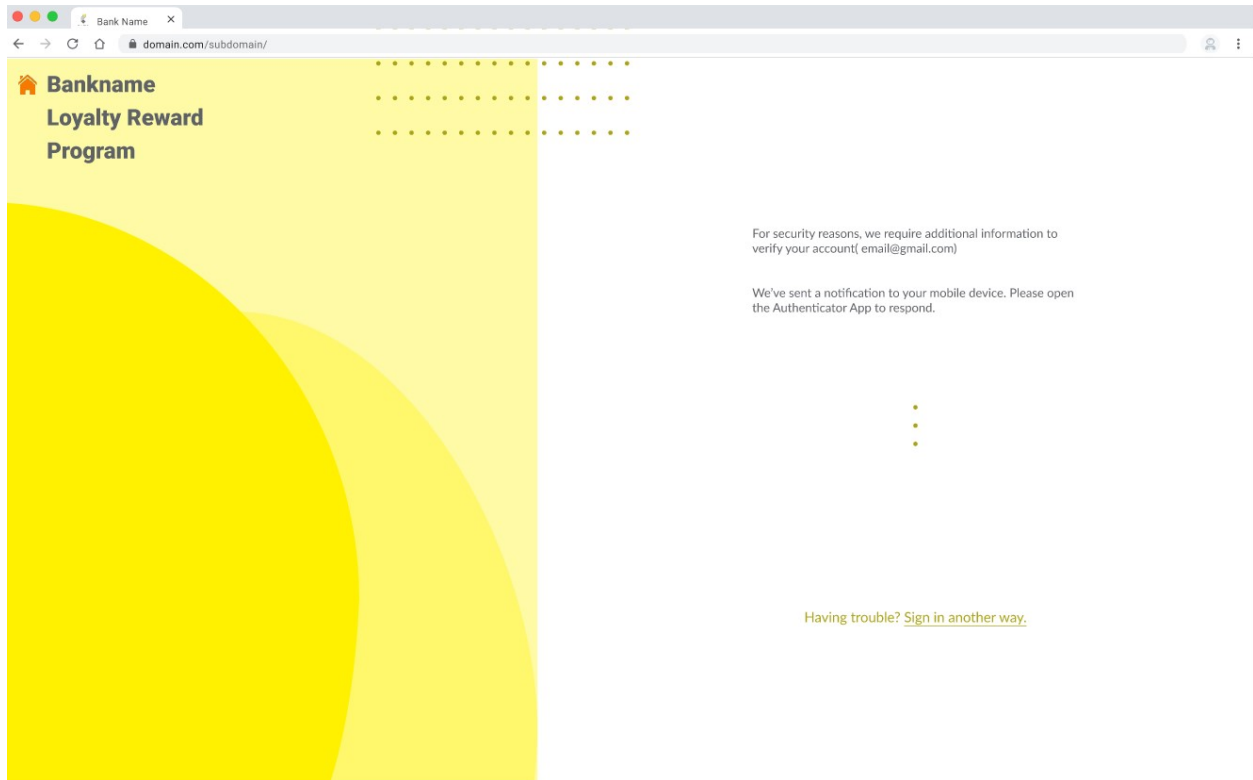 Bank Name
domain.com/subdomain/
Bankname
Loyalty Reward
Program
For security reasons, we require additional information to
verify your account( email@gmail.com)
We've sent a notification to your mobile device. Please open
the Authenticator App to respond.
Having trouble? Sign in another way.